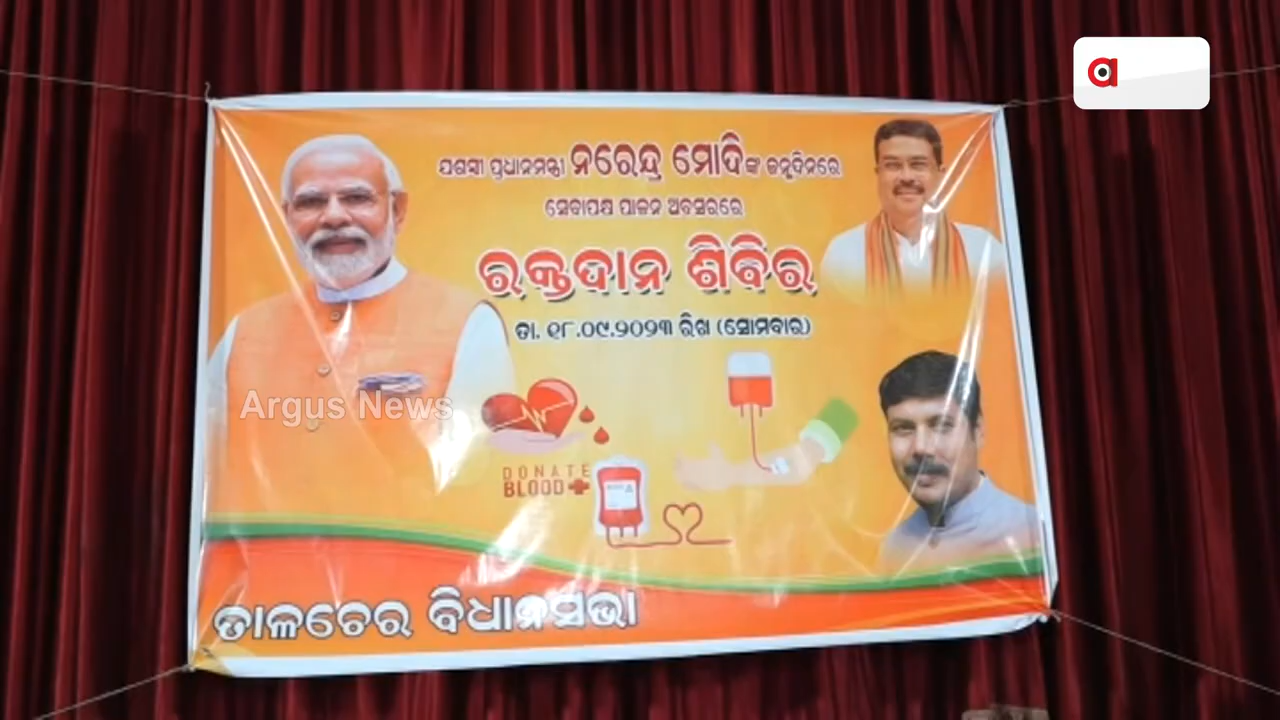 a
ଯଶସ୍ବୀ ପ୍ରଧାନମନ୍ତ୍ରୀ ନରେନ୍ଦ୍ର ମୋଦିଙ୍କ ଜନ୍ମଦିନରେ
ସେବାପକ୍ଷ ପାଳନ ଅବସରରେ
ରକ୍ତଦାନ ଶିବିର
ତା. ୧୮.୦୯.୨୦୨୩ ରିଖ (ସୋମବାର)
Argus News
DONATE
BLOOD
ତାଳଚେର ବିଧାନସଭା